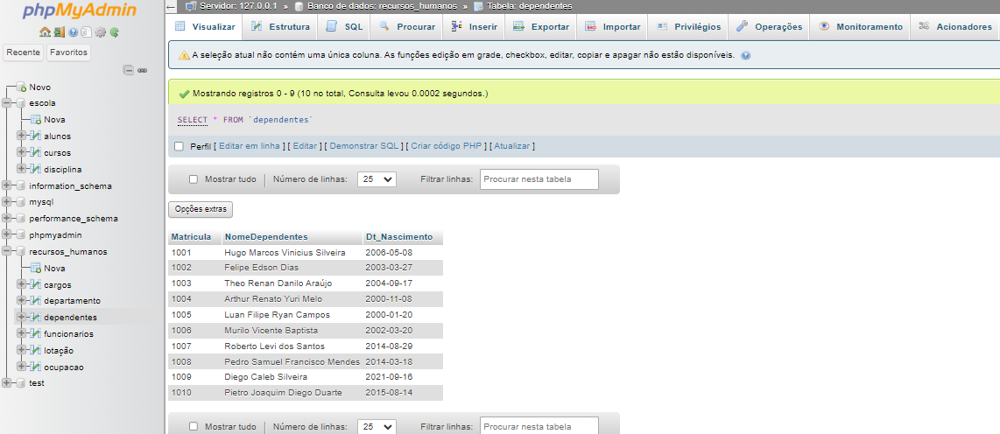 phpMyAdmin
Recente Favoritos
Novo
escola
Nova
alunos
cursos
disciplina
information_schema
mysql
performance_schema
phpmyadmin
recursos_humanos
Nova
cargos
departamento
dependentes
funcionarios
lotação
ocupacao
test
Servidor: 127.0.0.1 » Banco de dados: recursos_humanos » Tabela: dependentes
Visualizar Estrutura SQL Procurar Inserir Exportar Importar Privilégios Operações Monitoramento Acionadores
A seleção atual não contém uma única coluna. As funções edição em grade, checkbox, editar, copiar e apagar não estão disponíveis.
Mostrando registros 0 - 9 (10 no total, Consulta levou 0.0002 segundos.)
SELECT * FROM `dependentes`
Perfil [ Editar em linha ] [ Editar ] [ Demonstrar SQL ] [ Criar código PHP ] [ Atualizar ]
Mostrar tudo Número de linhas: 25 Filtrar linhas: Procurar nesta tabela
Opções extras
Matricula NomeDependentes Dt_Nascimento
1001 Hugo Marcos Vinicius Silveira 2006-05-08
1002 Felipe Edson Dias 2003-03-27
1003 Theo Renan Danilo Araújo 2004-09-17
1004 Arthur Renato Yuri Melo 2000-11-08
1005 Luan Filipe Ryan Campos 2000-01-20
1006 Murilo Vicente Baptista 2002-03-20
1007 Roberto Levi dos Santos 2014-08-29
1008 Pedro Samuel Francisco Mendes 2014-03-18
1009 Diego Caleb Silveira 2021-09-16
1010 Pietro Joaquim Diego Duarte 2015-08-14
Mostrar tudo Número de linhas: 25 Filtrar linhas: Procurar nesta tabela